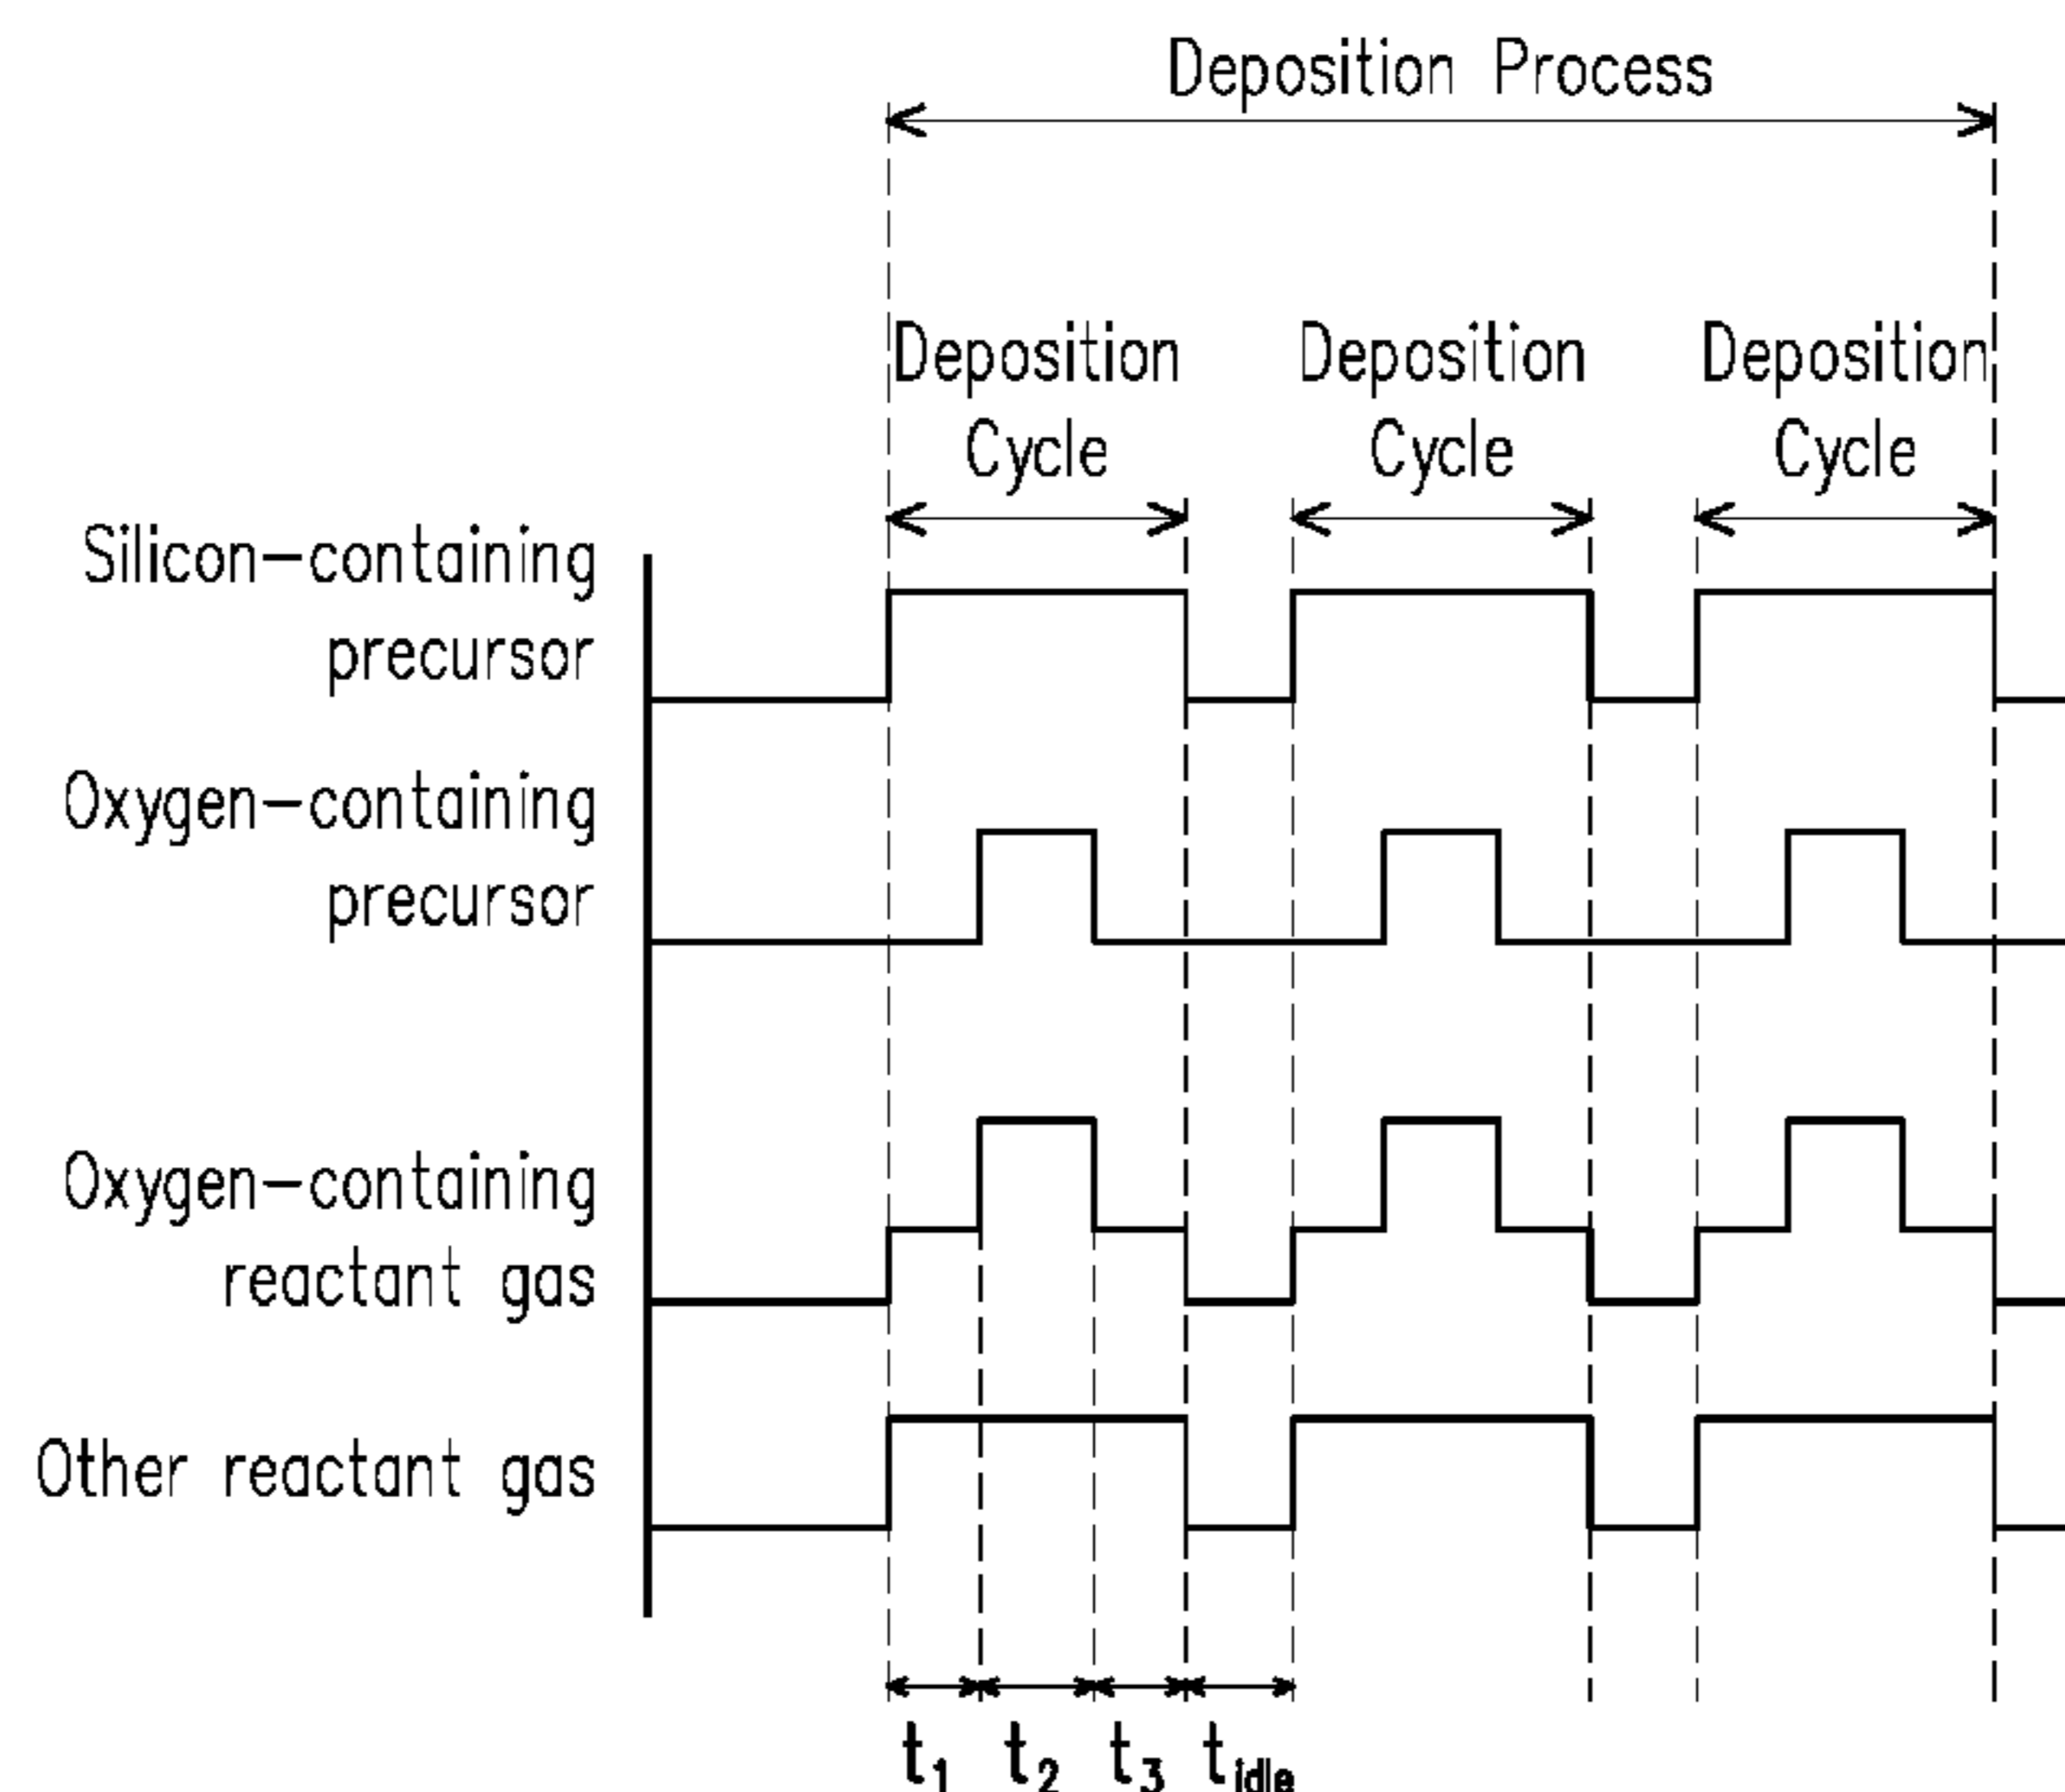 Deposition Process
Deposition Deposition Deposition
Cycle Cycle Cycle
Silicon-containing
precursor
Oxygen-containing
precursor
Oxygen-containing
reactant gas
Other reactant gas
t1 t2 t3 tidle